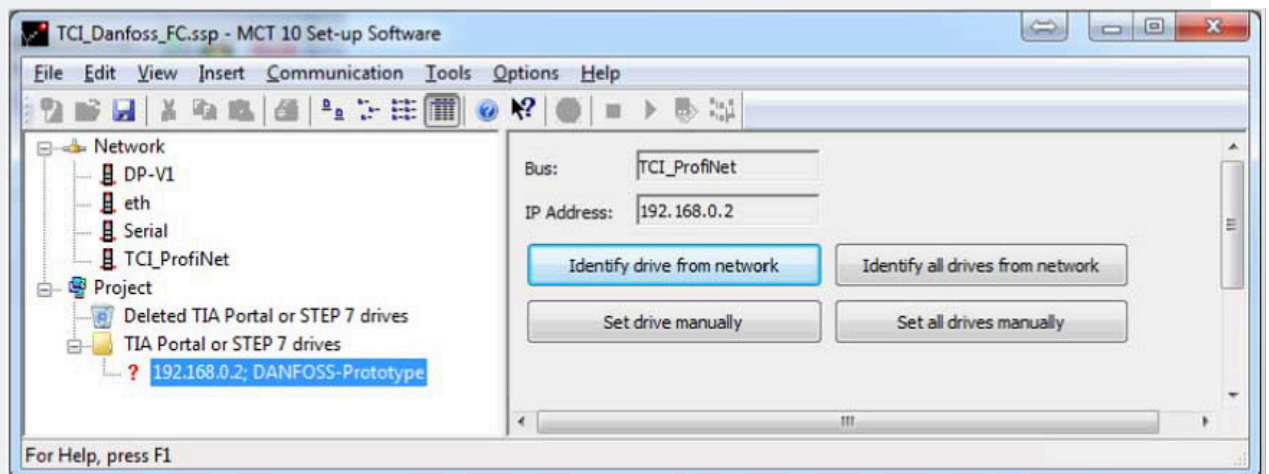 TCI_Danfoss_FC.ssp - MCT 10 Set-up Software
File Edit View Insert Communication Tools Options Help
Network
DP-V1
eth
Serial
TCI_ProfiNet
Project
Deleted TIA Portal or STEP 7 drives
TIA Portal or STEP 7 drives
? 192.168.0.2; DANFOSS-Prototype
Bus: TCI_ProfiNet
IP Address: 192.168.0.2
Identify drive from network Identify all drives from network
Set drive manually Set all drives manually
For Help, press F1